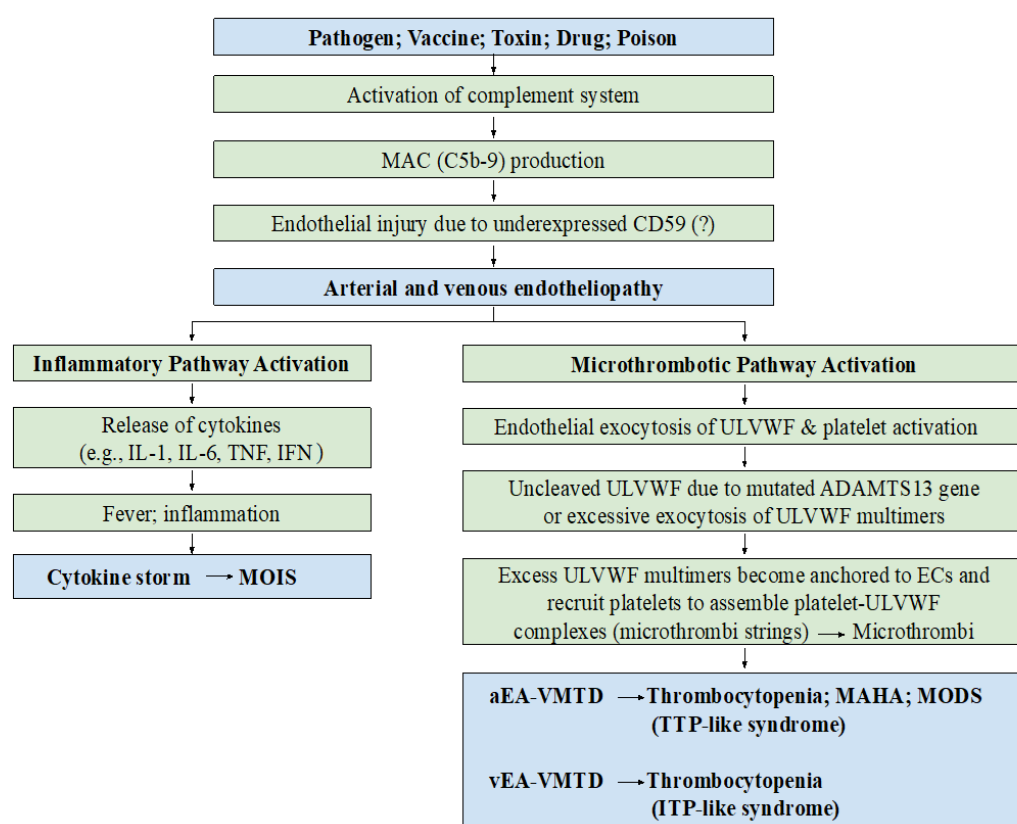 Pathogen; Vaccine; Toxin; Drug; Poison
Activation of complement system
MAC (C5b-9) production
Endothelial injury due to underexpressed CD59 (?)
Arterial and venous endotheliopathy
Inflammatory Pathway Activation
Release of cytokines
(e.g., IL-1, IL-6, TNF, IFN )
Fever; inflammation
Cytokine storm → MOIS
Microthrombotic Pathway Activation
Endothelial exocytosis of ULVWF & platelet activation
Uncleaved ULVWF due to mutated ADAMTS13 gene
or excessive exocytosis of ULVWF multimers
Excess ULVWF multimers become anchored to ECs and
recruit platelets to assemble platelet-ULVWF
complexes (microthrombi strings) → Microthrombi
aEA-VMTD → Thrombocytopenia; MAHA; MODS
(TTP-like syndrome)
vEA-VMTD → Thrombocytopenia
(ITP-like syndrome)